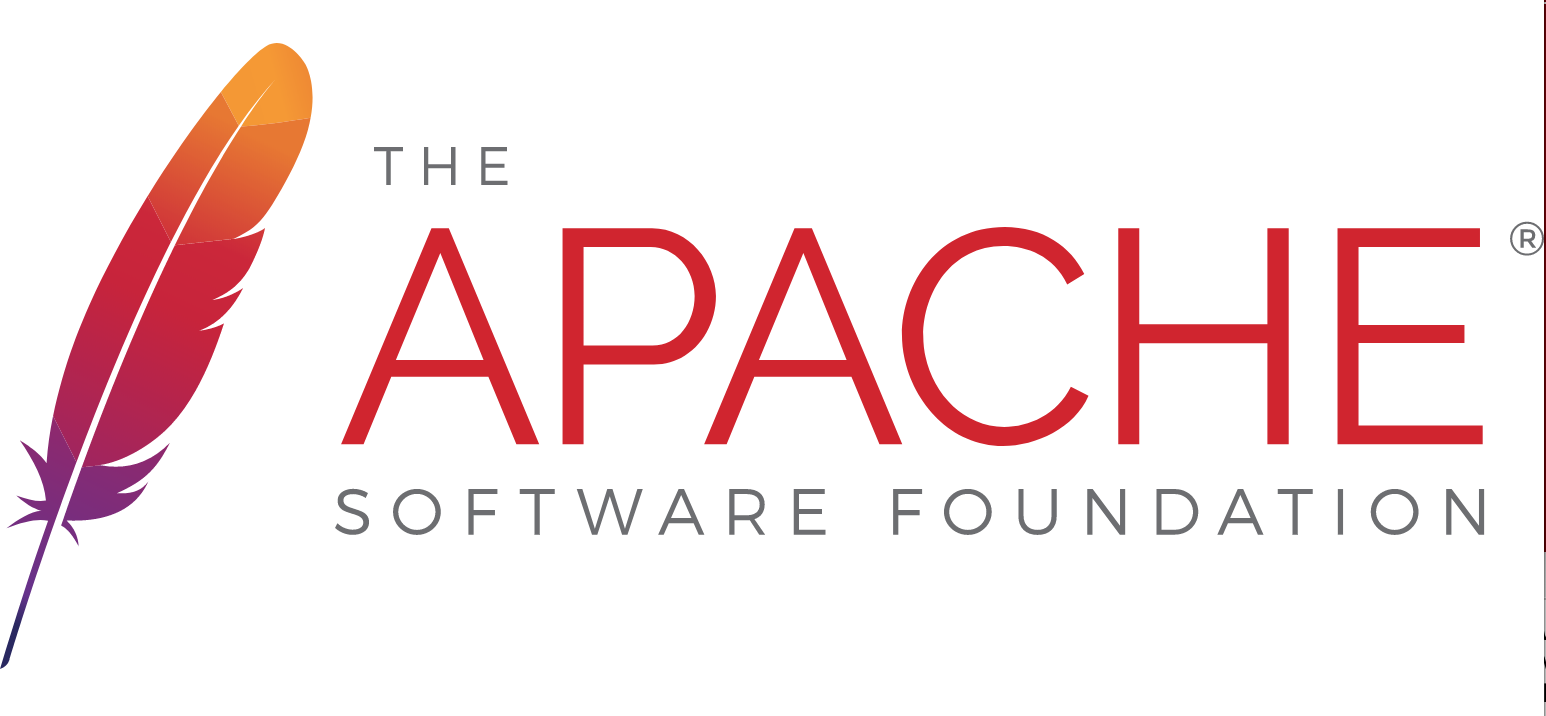 THE
APACHE®
SOFTWARE FOUNDATION